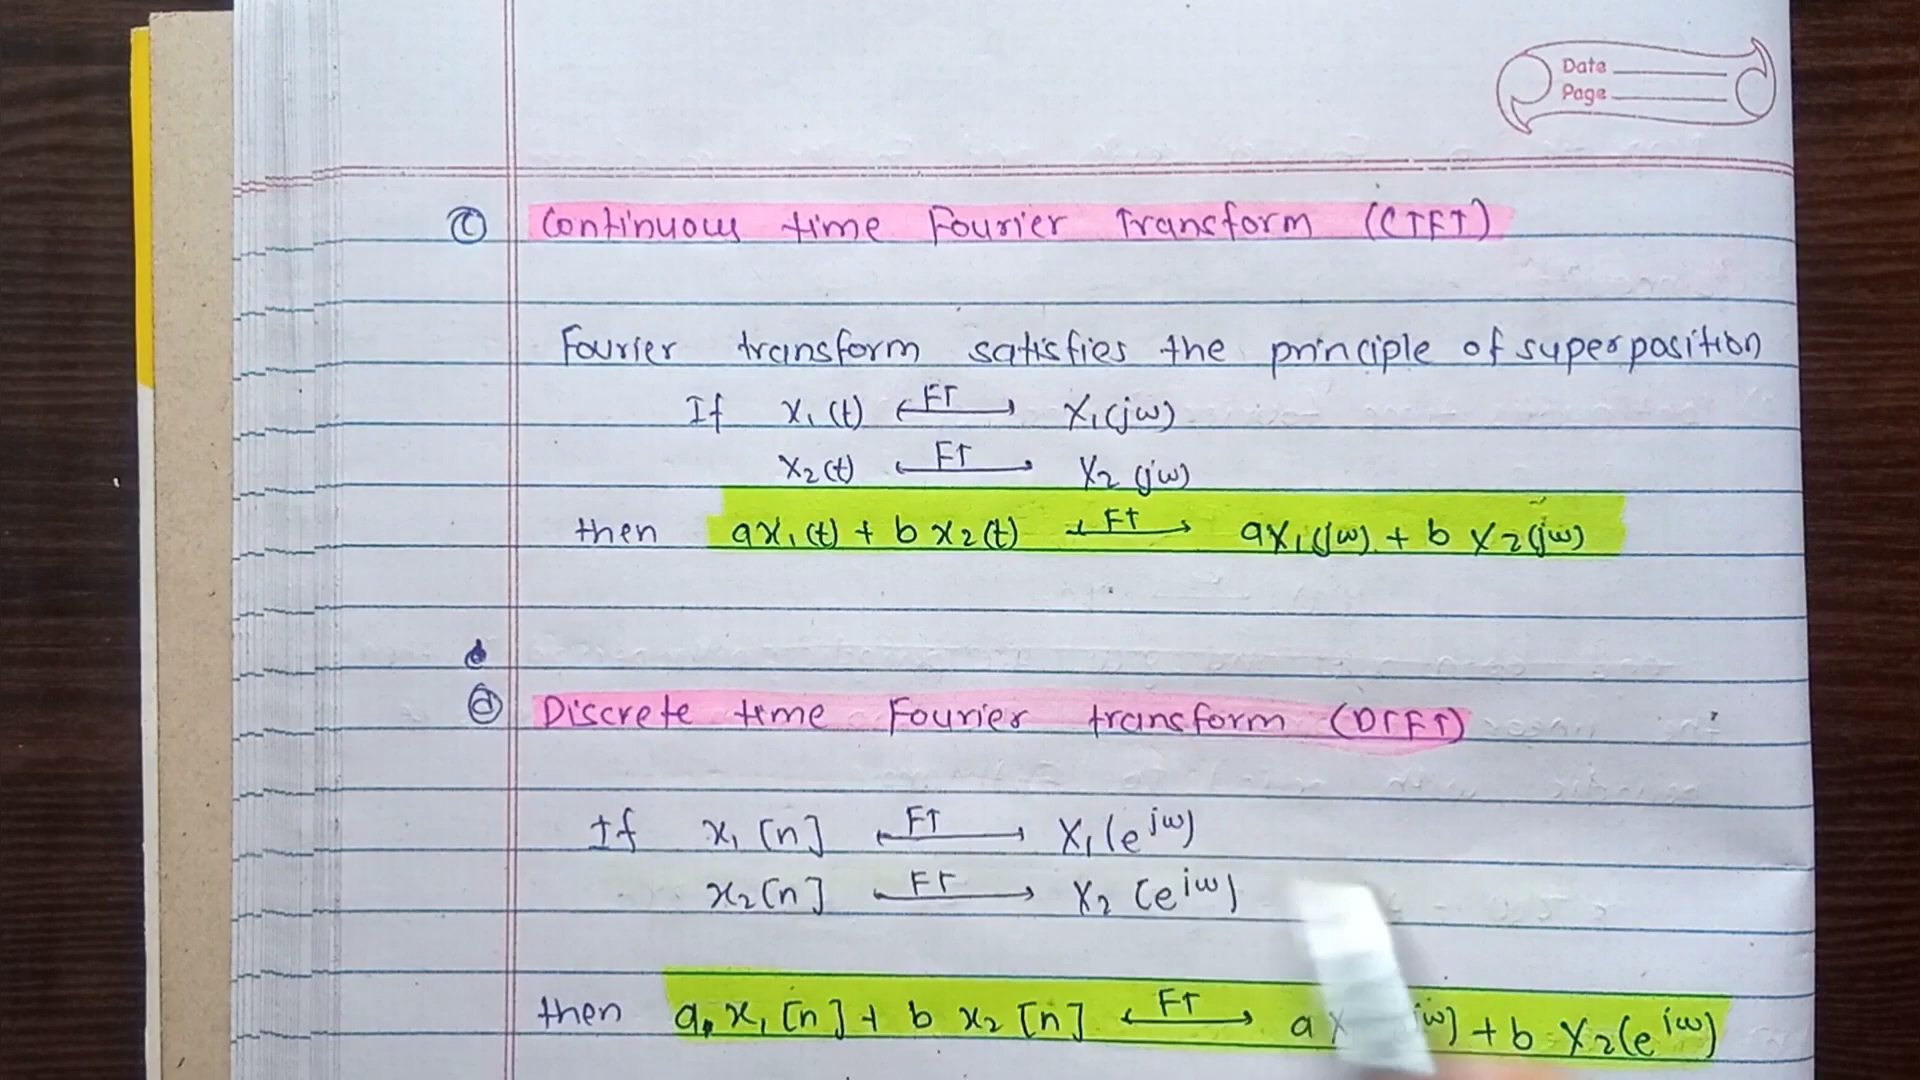 Date
Page
(C) Continuous time Fourier Transform (CTFT)
Fourier transform satisfies the principle of superposition
If x₁(t) ←FT→ X₁(jω)
x₂(t) ←FT→ X₂(jω)
then ax₁(t) + b x₂(t) ←FT→ aX₁(jω) + b X₂(jω)
(d) Discrete time Fourier transform (DTFT)
If x₁[n] ←FT→ X₁(e^jω)
x₂[n] ←FT→ X₂(e^jω)
then a x₁[n] + b x₂[n] ←FT→ a X jω) + b X₂(e^jω)